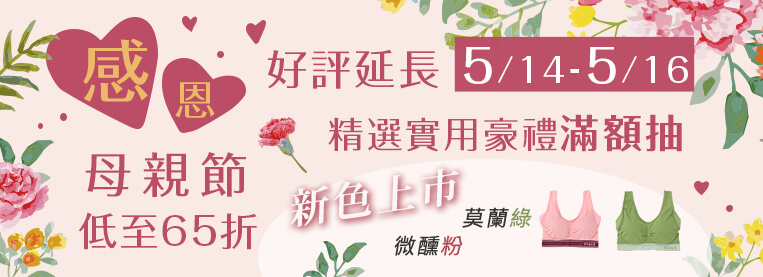 感恩
母親節
低至65折
好評延長 5/14-5/16
精選實用豪禮滿額抽
新色上市
莫蘭綠
微醺粉